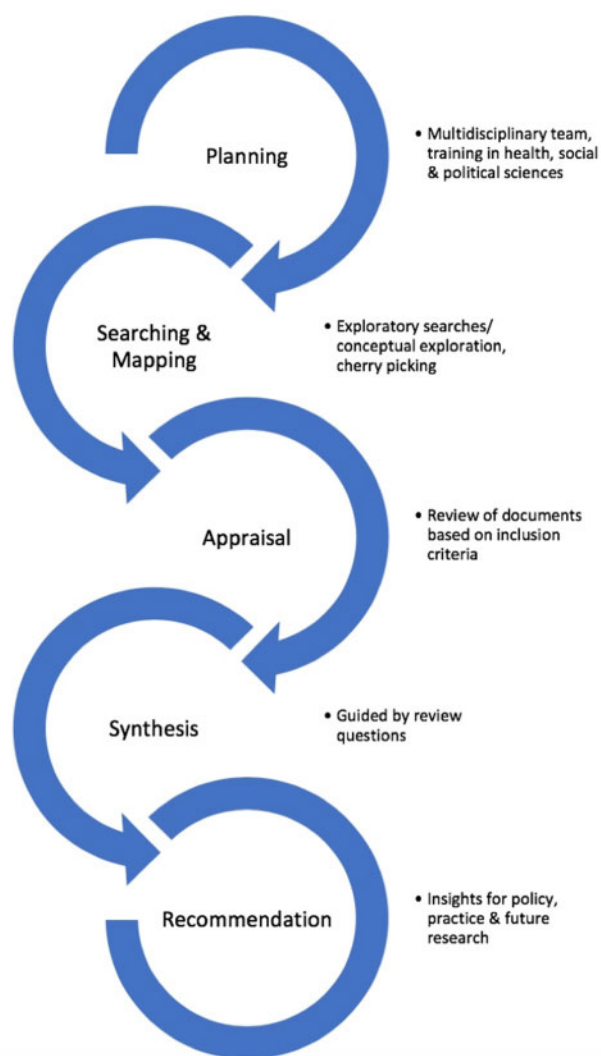 Planning
• Multidisciplinary team,
training in health, social
& political sciences
Searching &
Mapping
• Exploratory searches/
conceptual exploration,
cherry picking
Appraisal
• Review of documents
based on inclusion
criteria
Synthesis
• Guided by review
questions
Recommendation
• Insights for policy,
practice & future
research